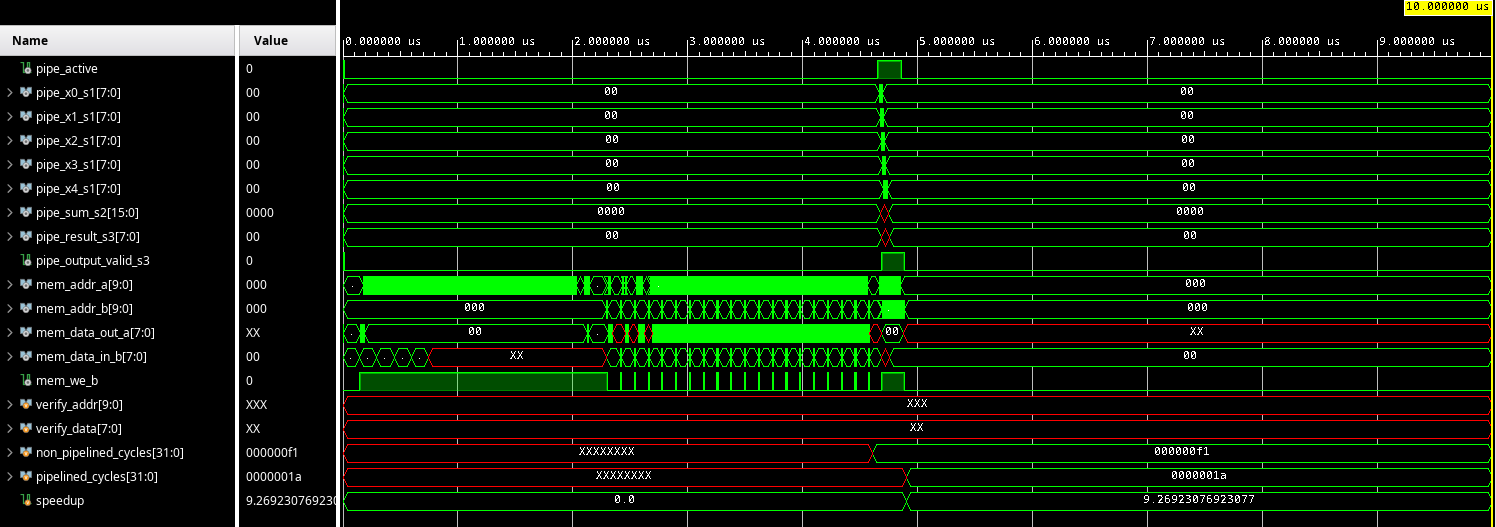 10.000000 us
Name Value 0.000000 us 1.000000 us 2.000000 us 3.000000 us 4.000000 us 5.000000 us 6.000000 us 7.000000 us 8.000000 us 9.000000 us
pipe_active 0
pipe_x0_s1[7:0] 00 00 00
pipe_x1_s1[7:0] 00 00 00
pipe_x2_s1[7:0] 00 00 00
pipe_x3_s1[7:0] 00 00 00
pipe_x4_s1[7:0] 00 00 00
pipe_sum_s2[15:0] 0000 0000 0000
pipe_result_s3[7:0] 00 00 00
pipe_output_valid_s3 0
mem_addr_a[9:0] 000 000
mem_addr_b[9:0] 000 000 000
mem_data_out_a[7:0] XX 00 00 XX
mem_data_in_b[7:0] 00 XX 00
mem_we_b 0
verify_addr[9:0] XXX XXX
verify_data[7:0] XX XX
non_pipelined_cycles[31:0] 000000f1 XXXXXXXX 000000f1
pipelined_cycles[31:0] 0000001a XXXXXXXX 0000001a
speedup 9.269230769230 0.0 9.26923076923077